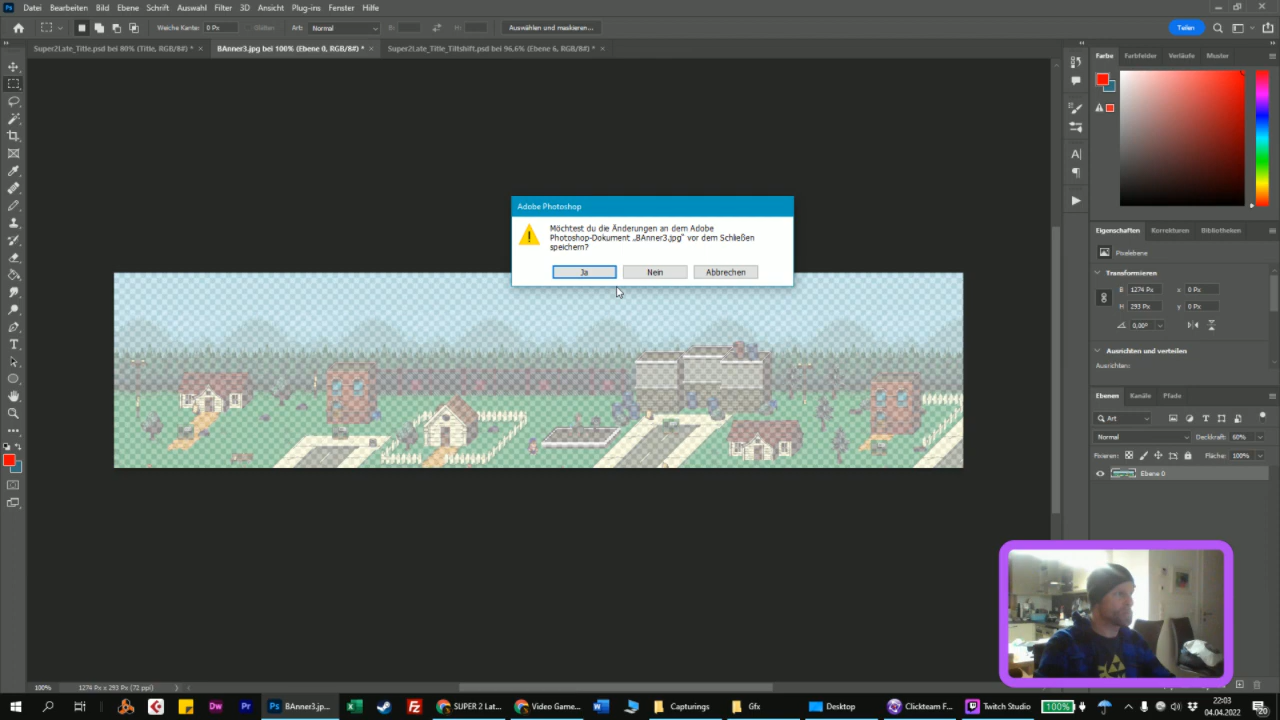 Datei Bearbeiten Bild Ebene Schrift Auswahl Filter 3D Ansicht Plug-ins Fenster Hilfe
Weiche Kante: 0 Px Glätten Art: Normal B: H: Auswählen und maskieren... Teilen
Super2Late_Title.psd bei 80% (Title, RGB/8#) * × BAnner3.jpg bei 100% (Ebene 0, RGB/8#) * × Super2Late_Title_Tiltshift.psd bei 96,6% (Ebene 6, RGB/8#) * ×
Farbe Farbfelder Verläufe Muster
Adobe Photoshop
Möchtest du die Änderungen an dem Adobe
Photoshop-Dokument „BAnner3.jpg“ vor dem Schließen
speichern?
Ja Nein Abbrechen
Eigenschaften Korrekturen Bibliotheken
Pixelebene
Transformieren
B 1274 Px x 0 Px
H 293 Px y 0 Px
0,00°
Ausrichten und verteilen
Ausrichten:
Ebenen Kanäle Pfade
Art
Normal Deckkraft: 60%
Fixieren: Fläche: 100%
Ebene 0
100% 1274 Px x 293 Px (72 ppi)
BAnner3.jp... SUPER 2 Lat... Video Game... Capturings Gfx Desktop Clickteam F... Twitch Studio 100% 22:03
04.04.2022
20